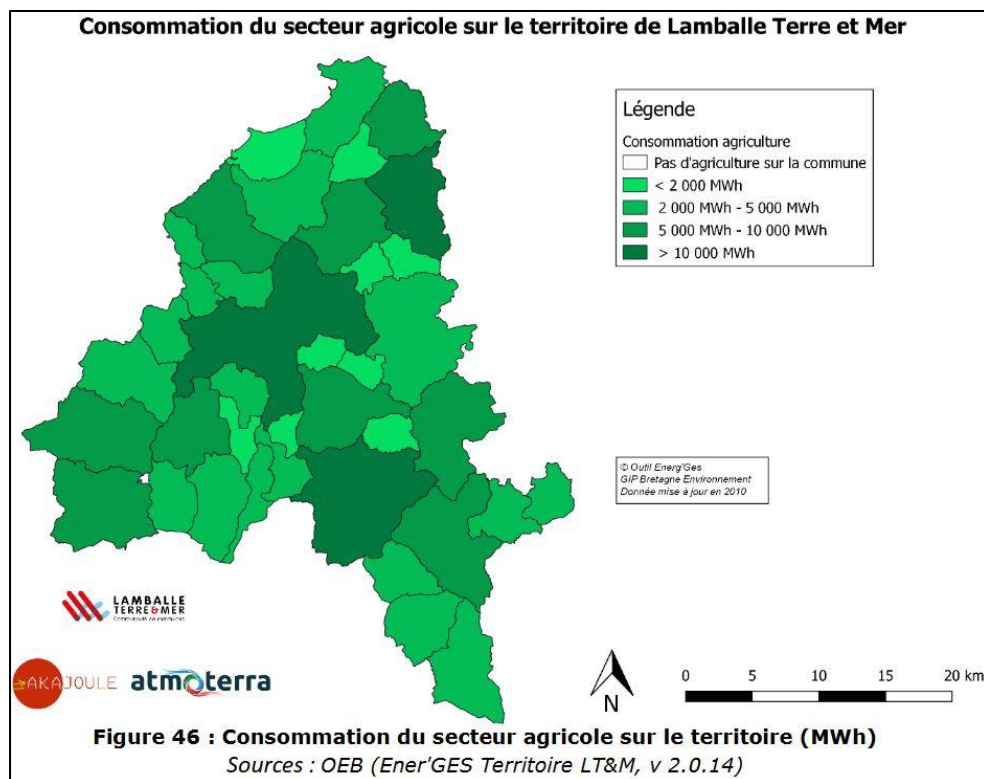 Consommation du secteur agricole sur le territoire de Lamballe Terre et Mer
Légende
Consommation agriculture
Pas d'agriculture sur la commune
< 2 000 MWh
2 000 MWh - 5 000 MWh
5 000 MWh - 10 000 MWh
> 10 000 MWh
© Outil Energ'Ges
GIP Bretagne Environnement
Donnée mise à jour en 2010
LAMBALLE
TERRE&MER
Communauté de communes
AKAJOULE
atmoterra
N
0 5 10 15 20 km
Figure 46 : Consommation du secteur agricole sur le territoire (MWh)
Sources : OEB (Ener'GES Territoire LT&M, v 2.0.14)